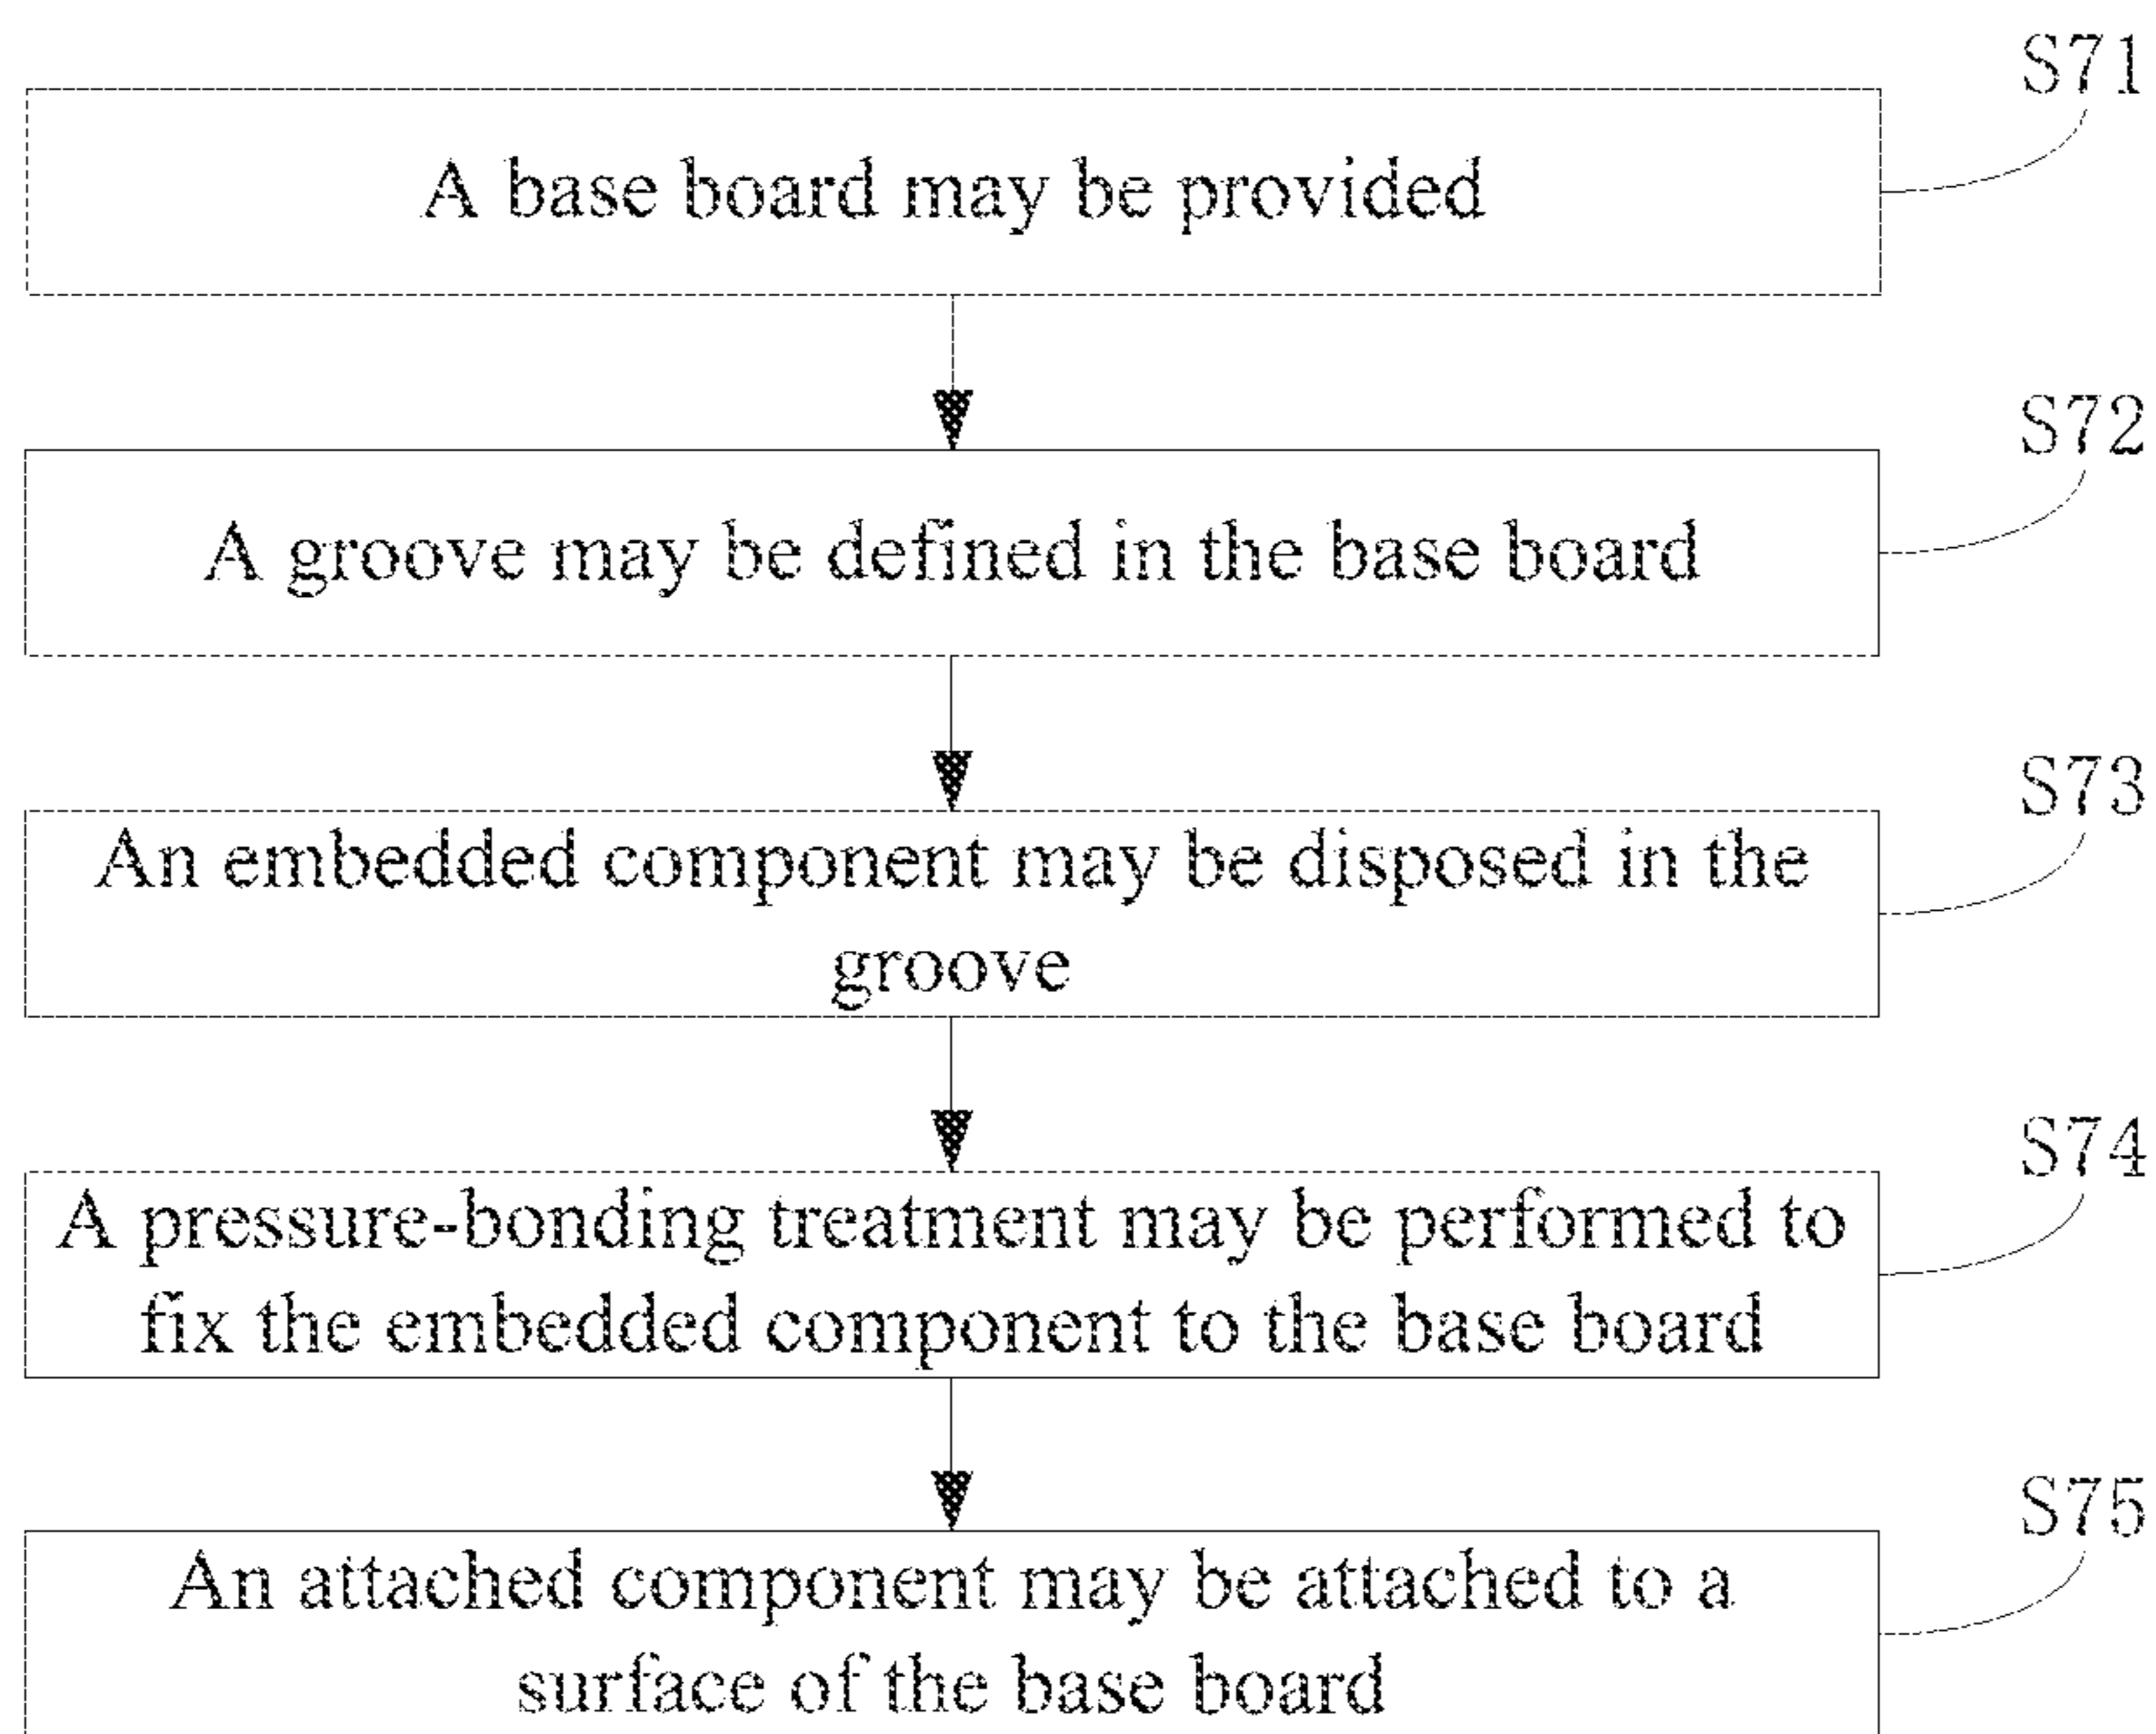 S71
A base board may be provided
S72
A groove may be defined in the base board
S73
An embedded component may be disposed in the
groove
S74
A pressure-bonding treatment may be performed to
fix the embedded component to the base board
S75
An attached component may be attached to a
surface of the base board